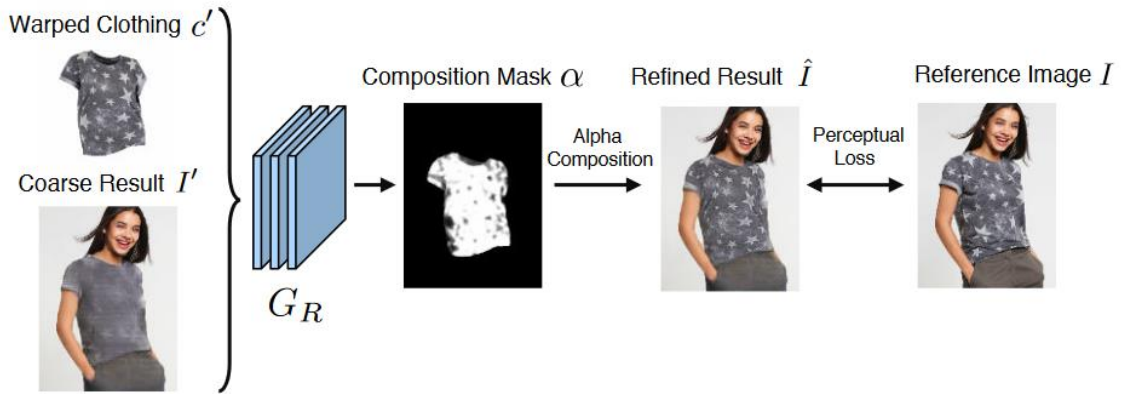 Warped Clothing c′
Coarse Result I′
G_R
Composition Mask α
Alpha
Composition
Refined Result Î
Perceptual
Loss
Reference Image I